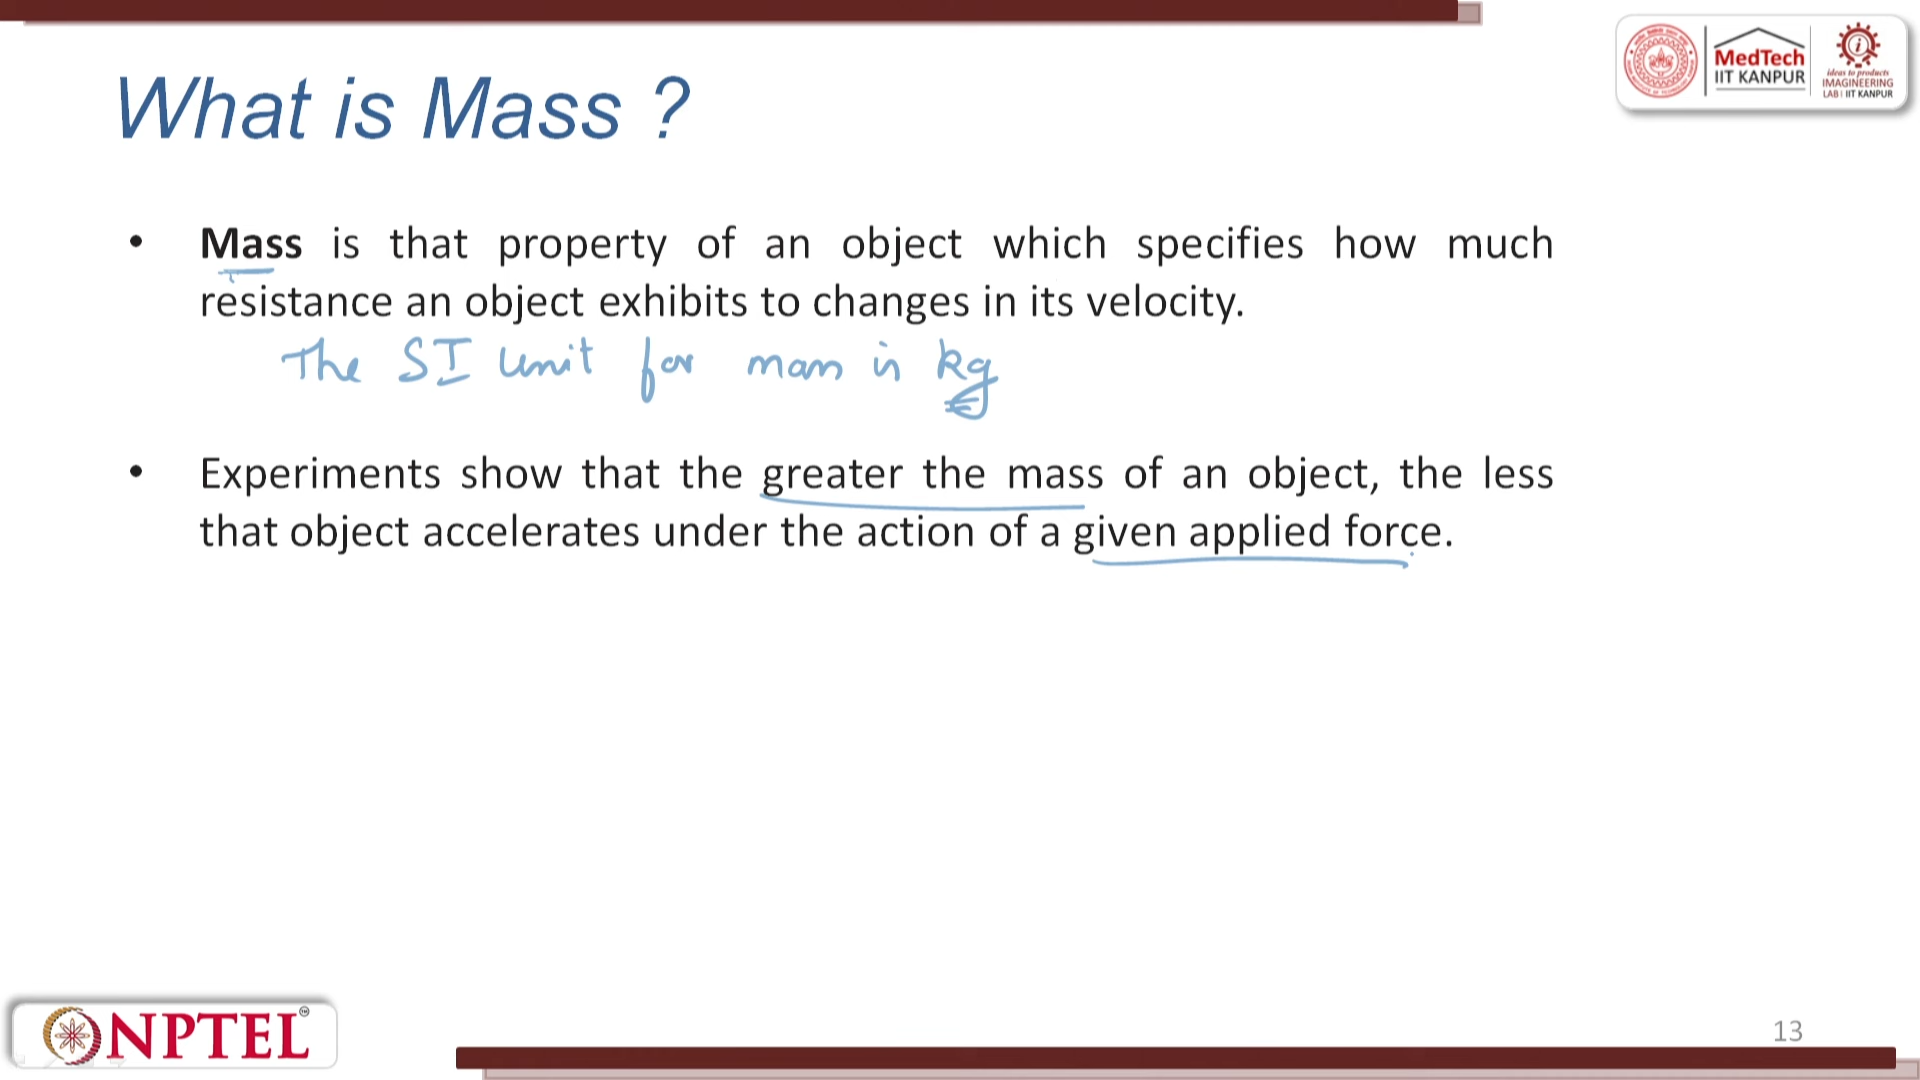 What is Mass ?
MedTech
IIT KANPUR
ideas to products
IMAGINEERING
LAB | IIT KANPUR
• Mass is that property of an object which specifies how much
resistance an object exhibits to changes in its velocity.
The SI unit for mass is kg
• Experiments show that the greater the mass of an object, the less
that object accelerates under the action of a given applied force.
NPTEL
13